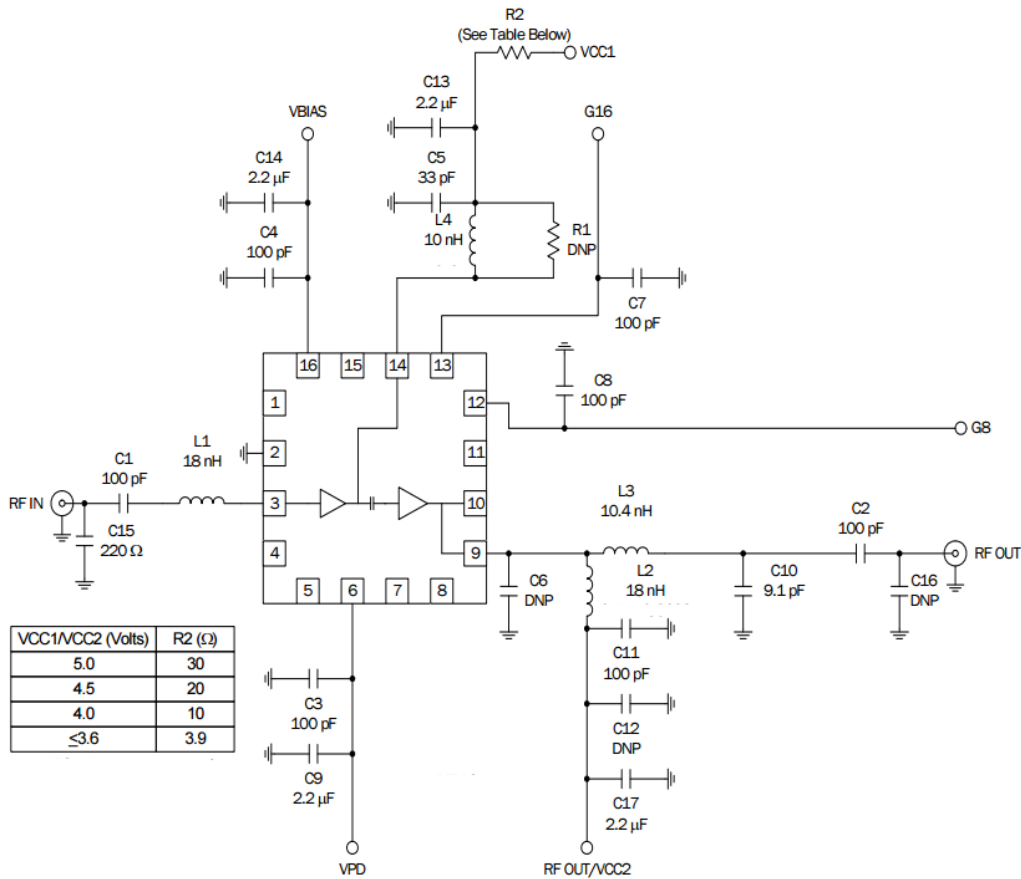 R2
(See Table Below)
VCC1
C13
2.2 µF
VBIAS
G16
C14
2.2 µF
C5
33 pF
L4
10 nH
R1
DNP
C4
100 pF
C7
100 pF
16
15
14
13
C8
100 pF
1
12
G8
2
11
L1
18 nH
C1
100 pF
RF IN
3
10
L3
10.4 nH
C2
100 pF
C15
220 Ω
4
9
RF OUT
C6
DNP
L2
18 nH
C10
9.1 pF
C16
DNP
5
6
7
8
VCC1/VCC2 (Volts) R2 (Ω)
5.0 30
4.5 20
4.0 10
≤3.6 3.9
C11
100 pF
C3
100 pF
C12
DNP
C9
2.2 µF
C17
2.2 µF
VPD
RF OUT/VCC2